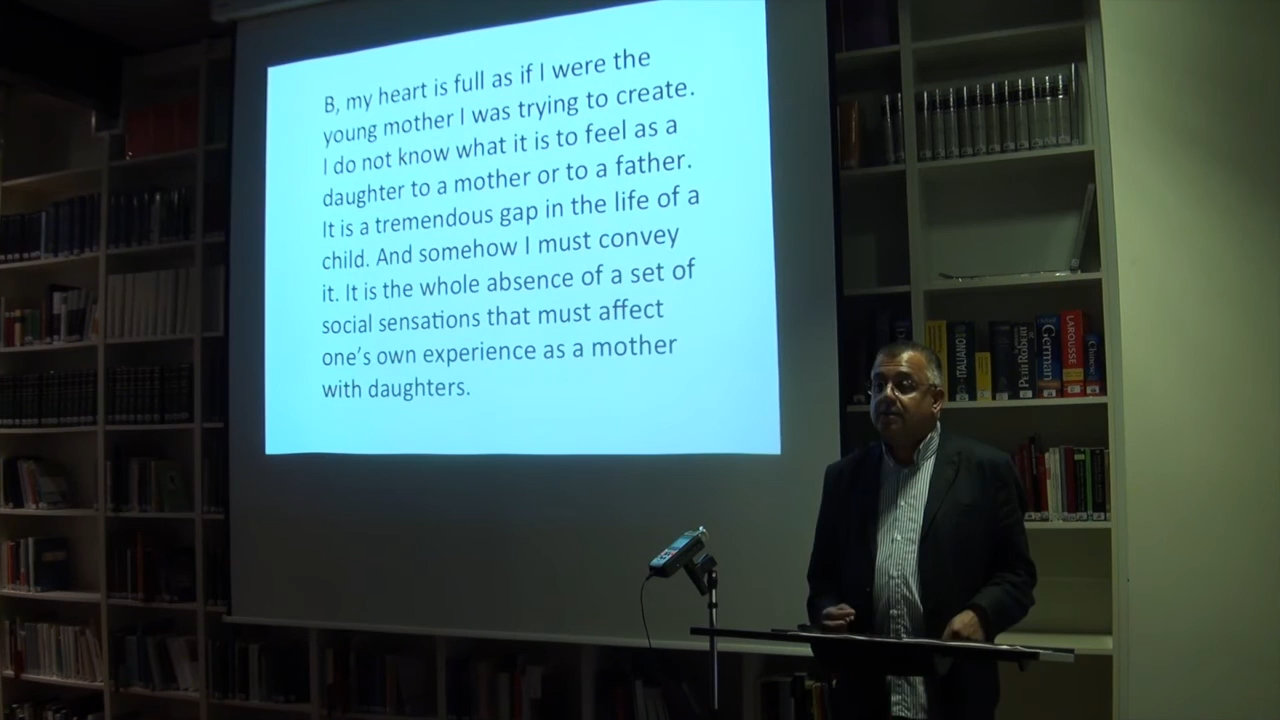 B, my heart is full as if I were the
young mother I was trying to create.
I do not know what it is to feel as a
daughter to a mother or to a father.
It is a tremendous gap in the life of a
child. And somehow I must convey
it. It is the whole absence of a set of
social sensations that must affect
one’s own experience as a mother
with daughters.
ITALIANO
Petit Robert
German
LAROUSSE
Chinese